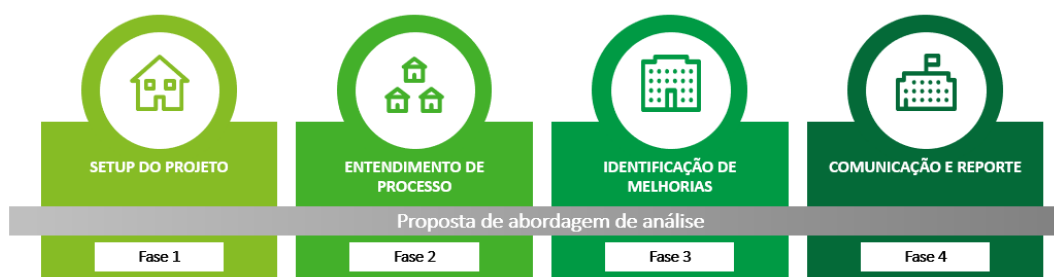 SETUP DO PROJETO
ENTENDIMENTO DE
PROCESSO
IDENTIFICAÇÃO DE
MELHORIAS
COMUNICAÇÃO E REPORTE
Proposta de abordagem de análise
Fase 1
Fase 2
Fase 3
Fase 4